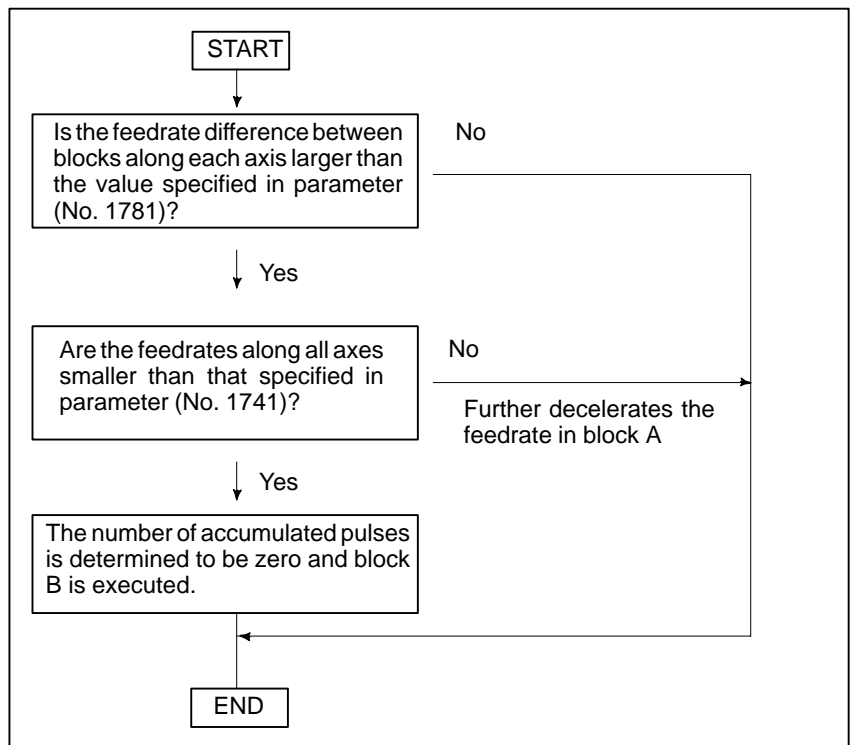 START
Is the feedrate difference between
blocks along each axis larger than
the value specified in parameter
(No. 1781)?
No
Yes
Are the feedrates along all axes
smaller than that specified in
parameter (No. 1741)?
No
Further decelerates the
feedrate in block A
Yes
The number of accumulated pulses
is determined to be zero and block
B is executed.
END